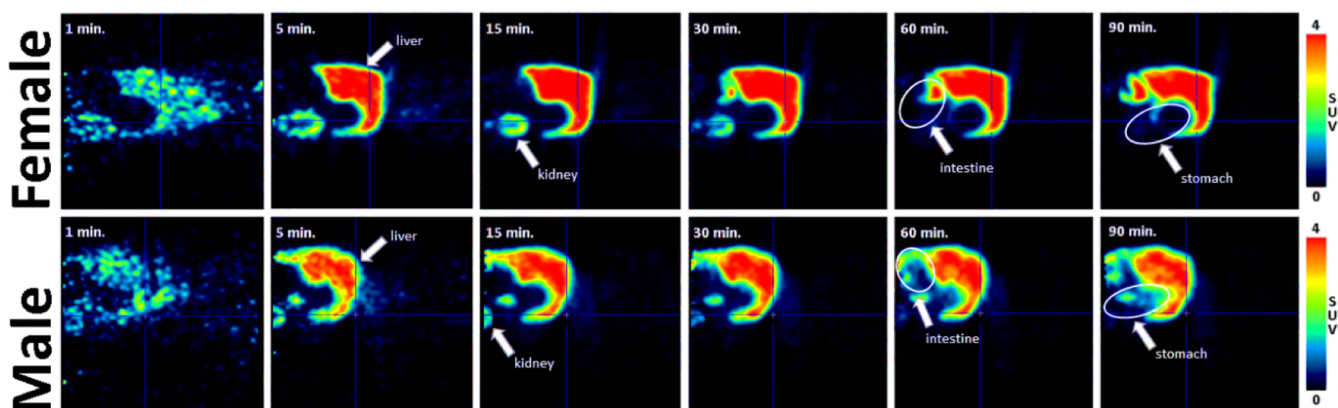 Female
1 min.
5 min.
liver
15 min.
kidney
30 min.
60 min.
intestine
90 min.
stomach
4
SUV
0
Male
1 min.
5 min.
liver
15 min.
kidney
30 min.
60 min.
intestine
90 min.
stomach
4
SUV
0